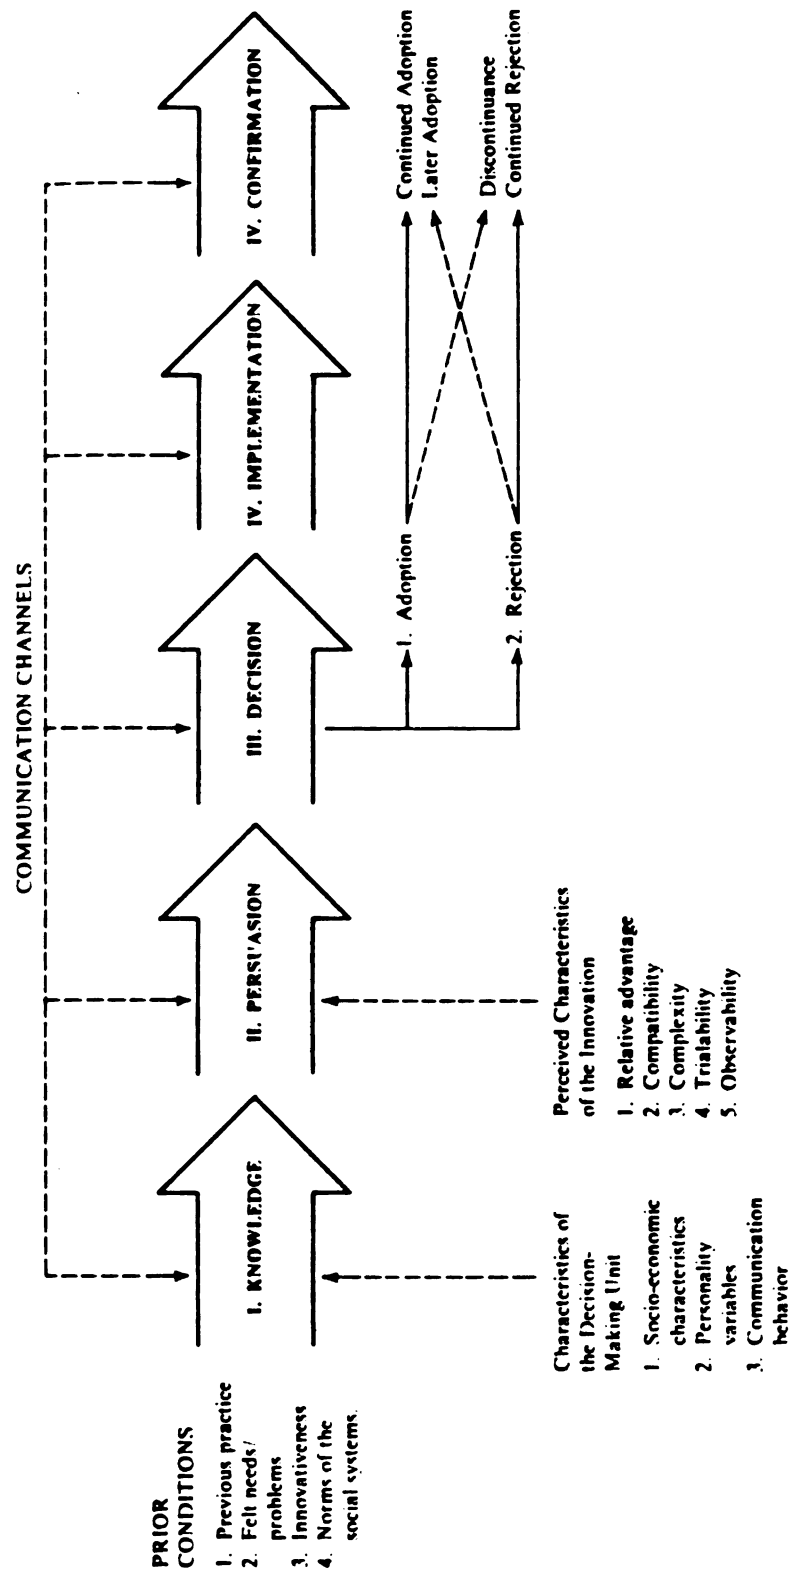 COMMUNICATION CHANNELS
PRIOR
CONDITIONS
1. Previous practice
2. Felt needs/
problems
3. Innovativeness
4. Norms of the
social systems.
I. KNOWLEDGE
II. PERSUASION
III. DECISION
IV. IMPLEMENTATION
IV. CONFIRMATION
1. Adoption
2. Rejection
Continued Adoption
Later Adoption
Discontinuance
Continued Rejection
Characteristics of
the Decision-
Making Unit
1. Socio-economic
characteristics
2. Personality
variables
3. Communication
behavior
Perceived Characteristics
of the Innovation
1. Relative advantage
2. Compatibility
3. Complexity
4. Trialability
5. Observability